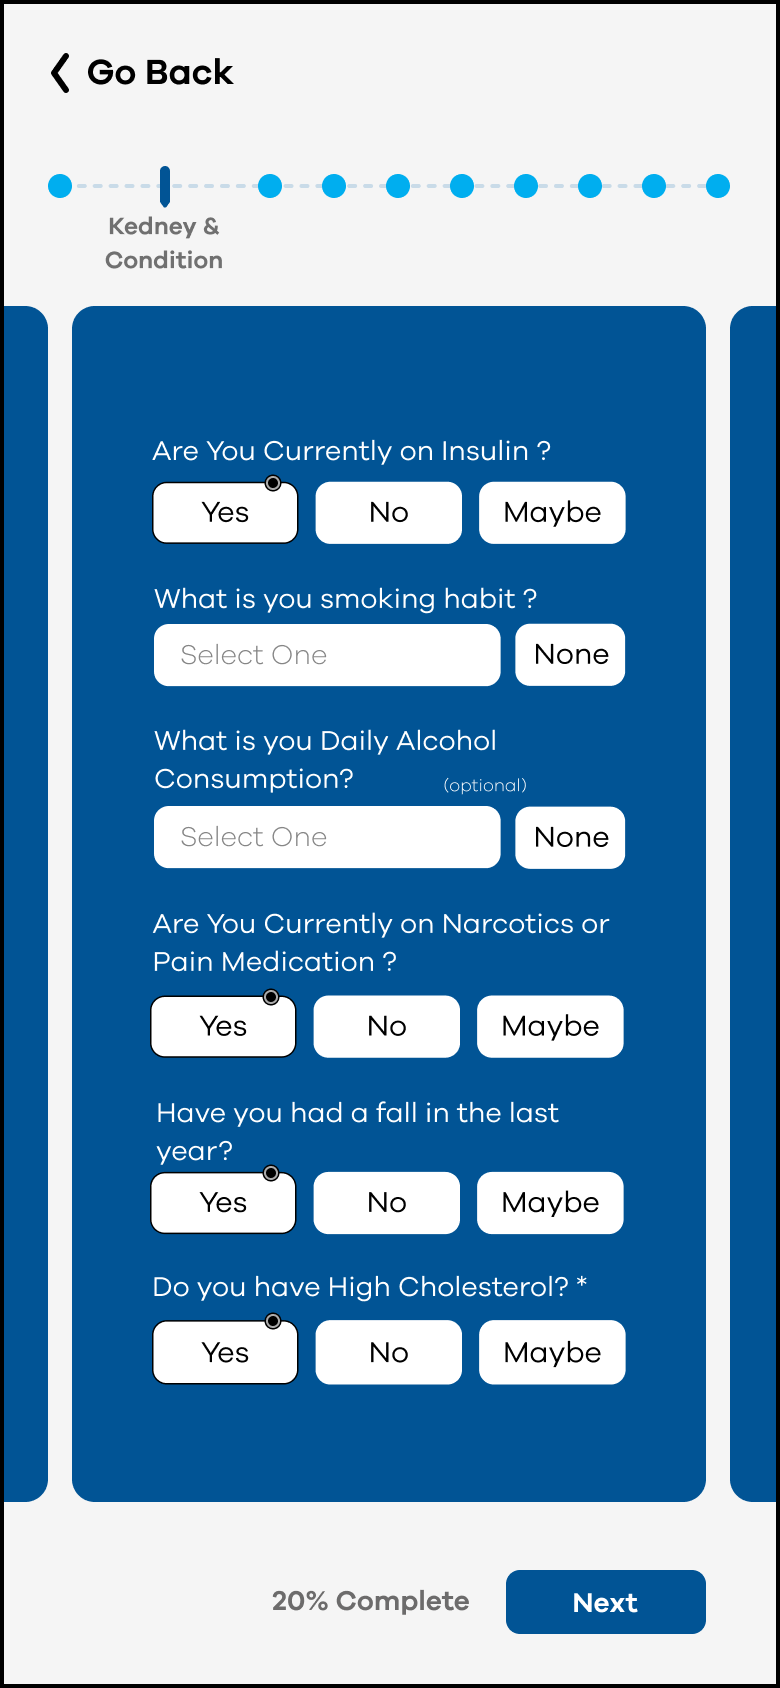 Go Back
Kedney &
Condition
Are You Currently on Insulin ?
Yes No Maybe
What is you smoking habit ?
Select One None
What is you Daily Alcohol
Consumption? (optional)
Select One None
Are You Currently on Narcotics or
Pain Medication ?
Yes No Maybe
Have you had a fall in the last
year?
Yes No Maybe
Do you have High Cholesterol? *
Yes No Maybe
20% Complete Next